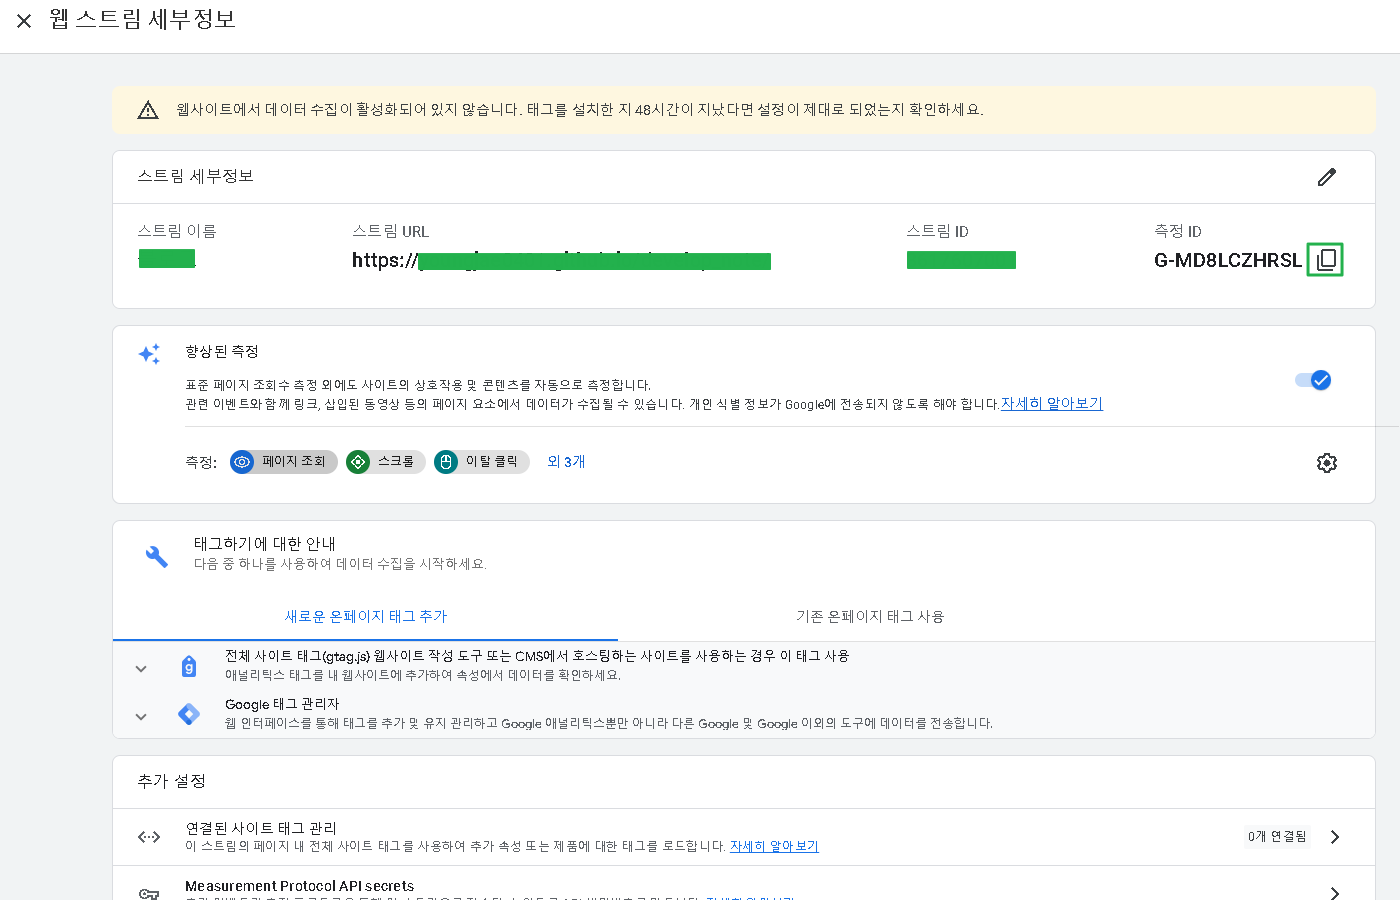 웹 스트림 세부정보
웹사이트에서 데이터 수집이 활성화되어 있지 않습니다. 태그를 설치한 지 48시간이 지났다면 설정이 제대로 되었는지 확인하세요.
스트림 세부정보
스트림 이름
스트림 URL
스트림 ID
측정 ID
https://
G-MD8LCZHRSL
향상된 측정
표준 페이지 조회수 측정 외에도 사이트의 상호작용 및 콘텐츠를 자동으로 측정합니다.
관련 이벤트와 함께 링크, 삽입된 동영상 등의 페이지 요소에서 데이터가 수집될 수 있습니다. 개인 식별 정보가 Google에 전송되지 않도록 해야 합니다. 자세히 알아보기
측정: 페이지 조회 스크롤 이탈 클릭 외 3개
태그하기에 대한 안내
다음 중 하나를 사용하여 데이터 수집을 시작하세요.
새로운 온페이지 태그 추가
기존 온페이지 태그 사용
전체 사이트 태그(gtag.js) 웹사이트 작성 도구 또는 CMS에서 호스팅하는 사이트를 사용하는 경우 이 태그 사용
애널리틱스 태그를 내 웹사이트에 추가하여 속성에서 데이터를 확인하세요.
Google 태그 관리자
웹 인터페이스를 통해 태그를 추가 및 유지 관리하고 Google 애널리틱스뿐만 아니라 다른 Google 및 Google 이외의 도구에 데이터를 전송합니다.
추가 설정
연결된 사이트 태그 관리
이 스트림의 페이지 내 전체 사이트 태그를 사용하여 추가 속성 또는 제품에 대한 태그를 로드합니다. 자세히 알아보기
0개 연결됨
Measurement Protocol API secrets